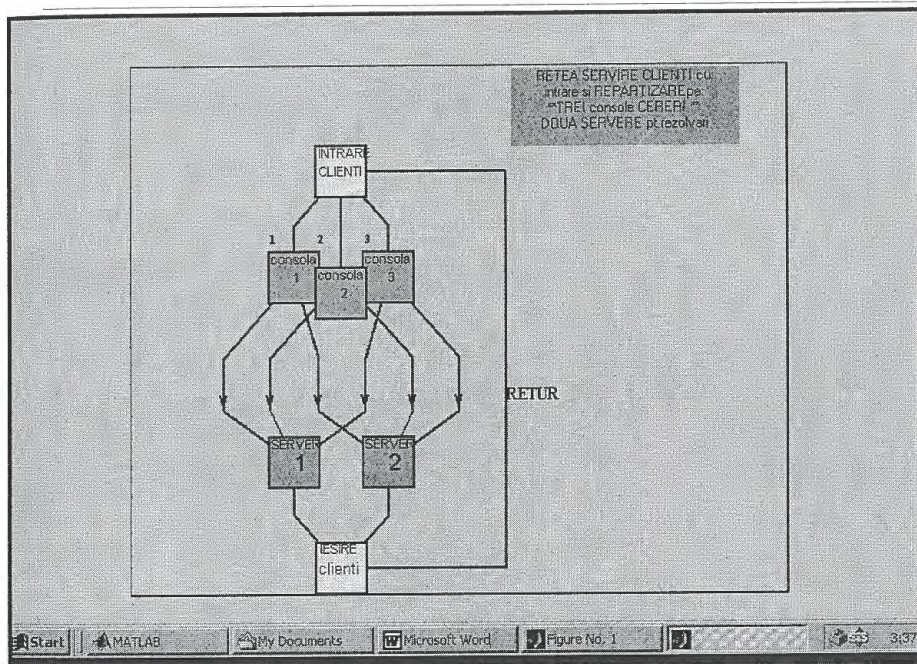 RETEA SERVIRE CLIENTI cu
intrare si REPARTIZARE pe:
**TREI console CERERI **
DOUA SERVERE pt.rezolvari
INTRARE
CLIENTI
1 2 3
consola
1
consola
2
consola
3
RETUR
SERVER
1
SERVER
2
IESIRE
clienti
Start MATLAB My Documents Microsoft Word Figure No. 1 3:37